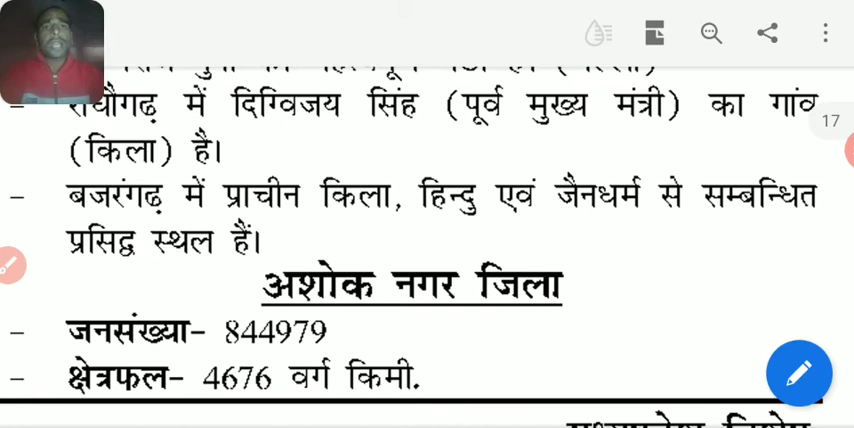 राघौगढ़ में दिग्विजय सिंह (पूर्व मुख्य मंत्री) का गांव
17
(किला) है।
– बजरंगढ़ में प्राचीन किला, हिन्दु एवं जैनधर्म से सम्बन्धित
प्रसिद्व स्थल हैं।
अशोक नगर जिला
– जनसंख्या– 844979
– क्षेत्रफल– 4676 वर्ग किमी.